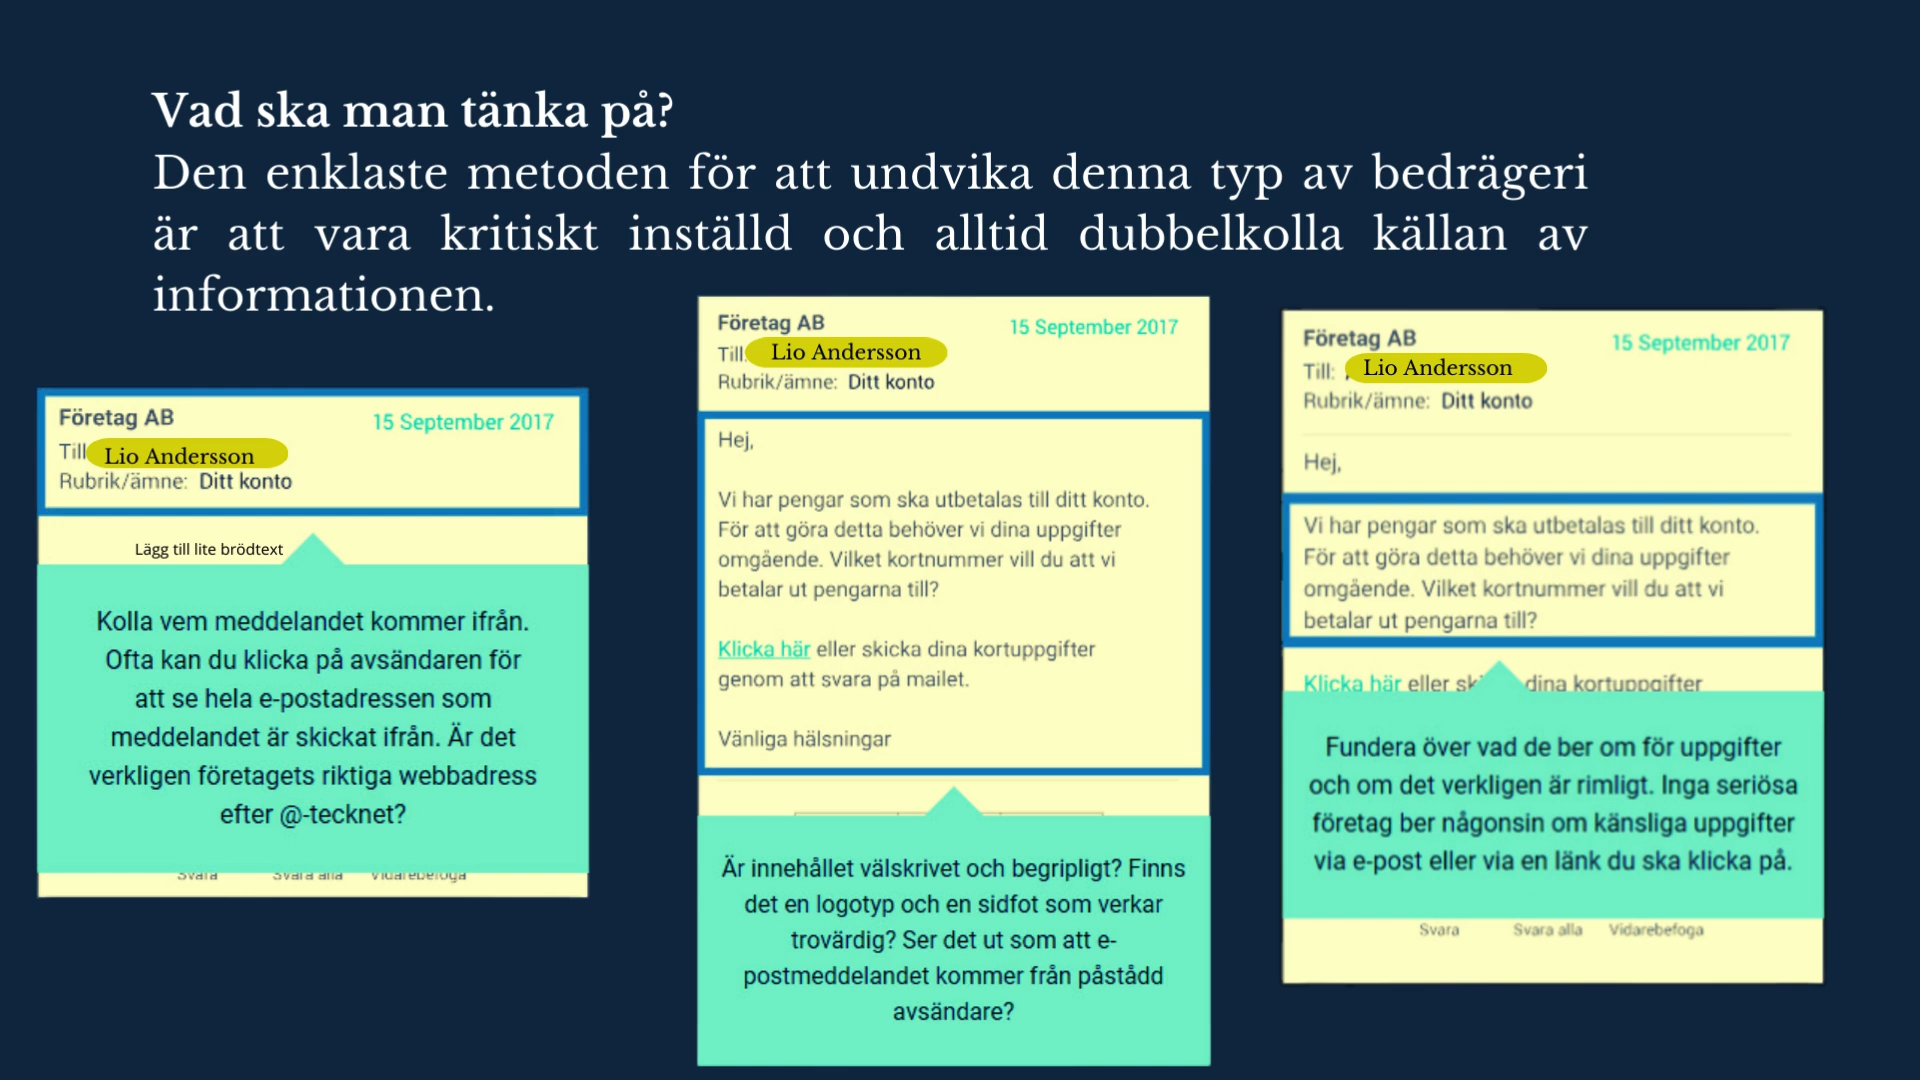 Vad ska man tänka på?
Den enklaste metoden för att undvika denna typ av bedrägeri
är att vara kritiskt inställd och alltid dubbelkolla källan av
informationen.
Företag AB
15 September 2017
Till
Lio Andersson
Rubrik/ämne: Ditt konto
Lägg till lite brödtext
Kolla vem meddelandet kommer ifrån.
Ofta kan du klicka på avsändaren för
att se hela e-postadressen som
meddelandet är skickat ifrån. Är det
verkligen företagets riktiga webbadress
efter @-tecknet?
Svara Svara alla Vidarebefoga
Företag AB
15 September 2017
Till:
Lio Andersson
Rubrik/ämne: Ditt konto
Hej,
Vi har pengar som ska utbetalas till ditt konto.
För att göra detta behöver vi dina uppgifter
omgående. Vilket kortnummer vill du att vi
betalar ut pengarna till?
Klicka här eller skicka dina kortuppgifter
genom att svara på mailet.
Vänliga hälsningar
Är innehållet välskrivet och begripligt? Finns
det en logotyp och en sidfot som verkar
trovärdig? Ser det ut som att e-
postmeddelandet kommer från påstådd
avsändare?
Företag AB
15 September 2017
Till:
Lio Andersson
Rubrik/ämne: Ditt konto
Hej,
Vi har pengar som ska utbetalas till ditt konto.
För att göra detta behöver vi dina uppgifter
omgående. Vilket kortnummer vill du att vi
betalar ut pengarna till?
Klicka här eller sk dina kortuppgifter
Fundera över vad de ber om för uppgifter
och om det verkligen är rimligt. Inga seriösa
företag ber någonsin om känsliga uppgifter
via e-post eller via en länk du ska klicka på.
Svara Svara alla Vidarebefoga